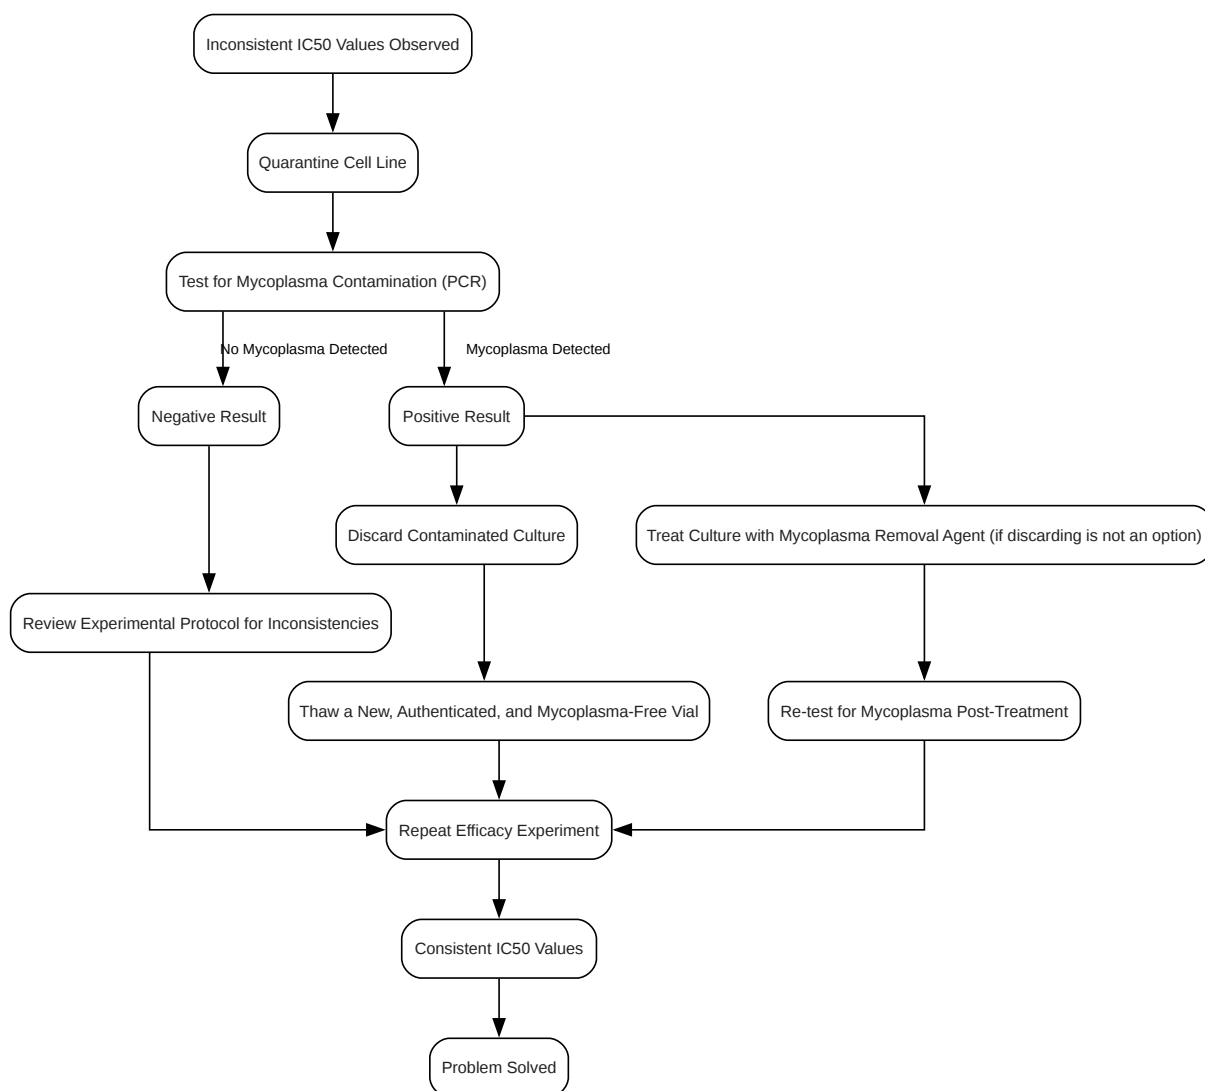 Inconsistent IC50 Values Observed
Quarantine Cell Line
Test for Mycoplasma Contamination (PCR)
No Mycoplasma Detected
Mycoplasma Detected
Negative Result
Positive Result
Discard Contaminated Culture
Treat Culture with Mycoplasma Removal Agent (if discarding is not an option)
Review Experimental Protocol for Inconsistencies
Thaw a New, Authenticated, and Mycoplasma-Free Vial
Re-test for Mycoplasma Post-Treatment
Repeat Efficacy Experiment
Consistent IC50 Values
Problem Solved